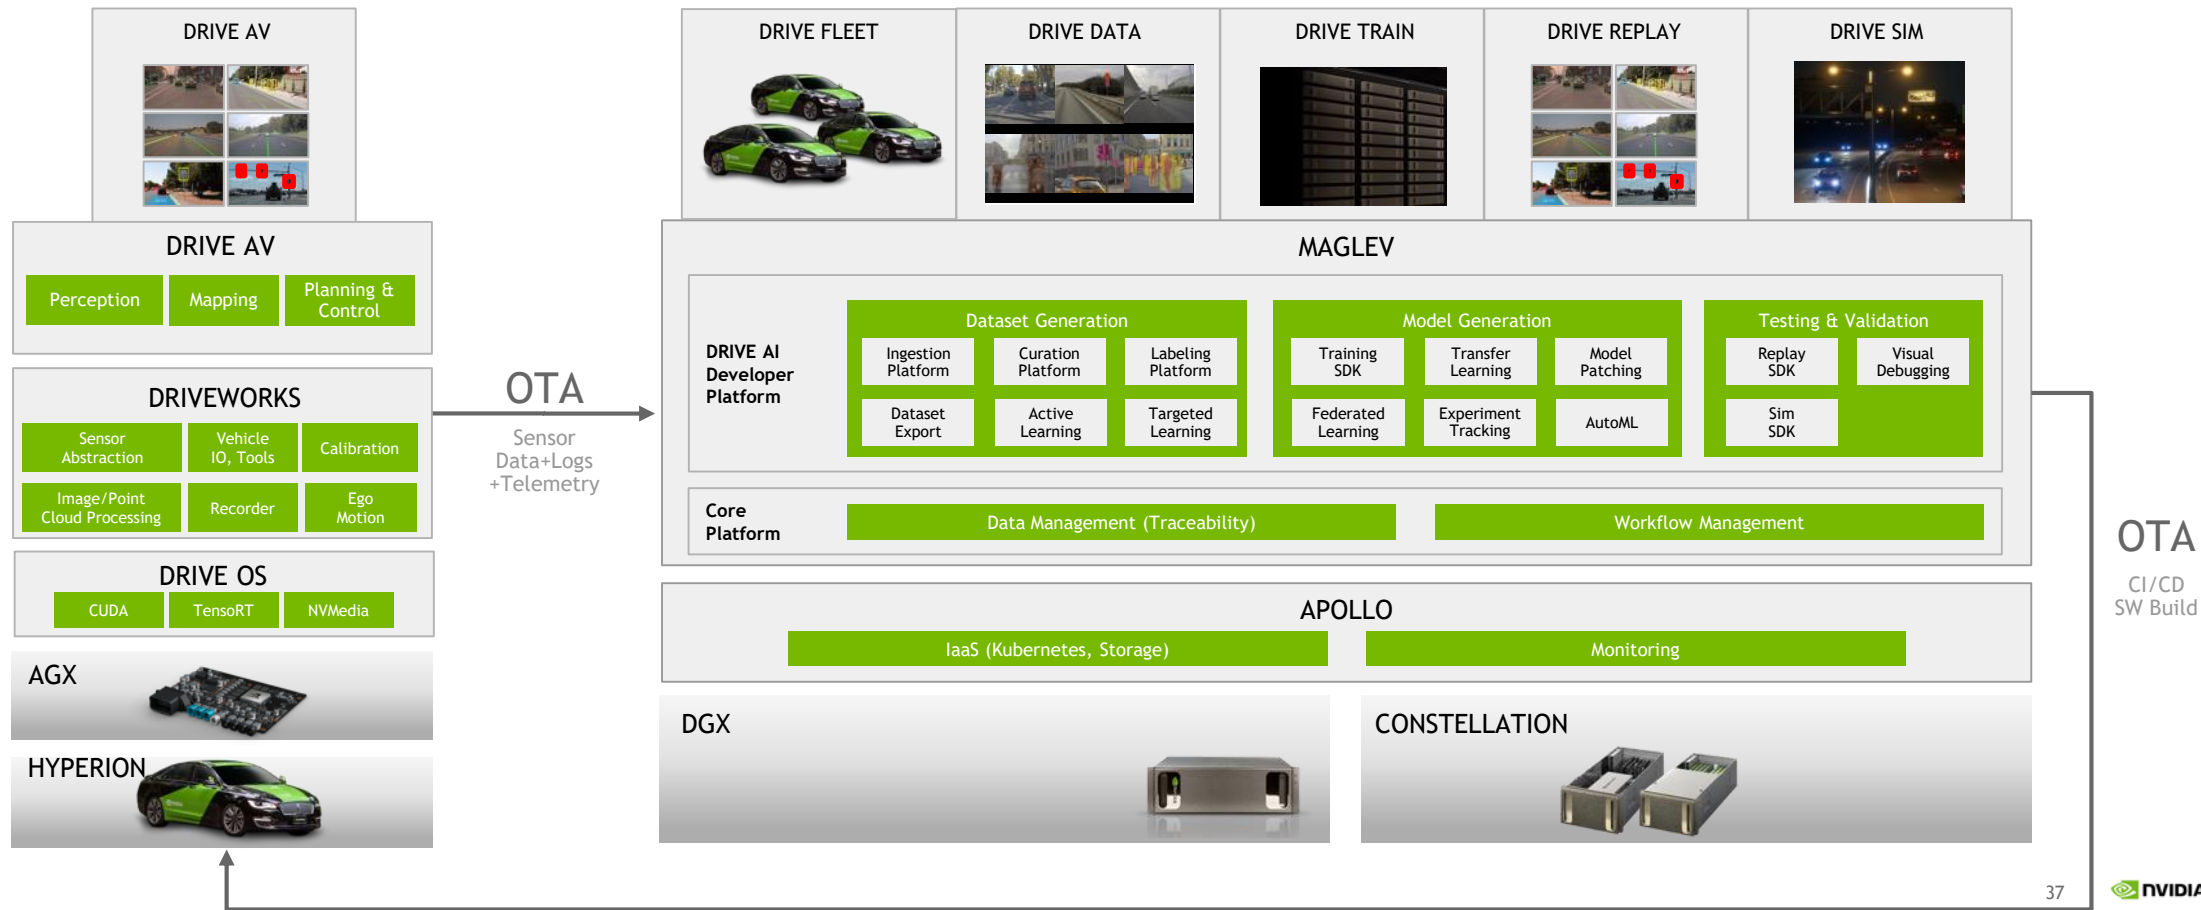 DRIVE AV
DRIVE AV
Perception
Mapping
Planning &
Control
DRIVEWORKS
Sensor
Abstraction
Vehicle
IO, Tools
Calibration
Image/Point
Cloud Processing
Recorder
Ego
Motion
DRIVE OS
CUDA
TensoRT
NVMedia
AGX
HYPERION
OTA
Sensor
Data+Logs
+Telemetry
DRIVE FLEET
DRIVE DATA
DRIVE TRAIN
DRIVE REPLAY
DRIVE SIM
MAGLEV
DRIVE AI
Developer
Platform
Dataset Generation
Ingestion
Platform
Curation
Platform
Labeling
Platform
Dataset
Export
Active
Learning
Targeted
Learning
Model Generation
Training
SDK
Transfer
Learning
Model
Patching
Federated
Learning
Experiment
Tracking
AutoML
Testing & Validation
Replay
SDK
Visual
Debugging
Sim
SDK
Core
Platform
Data Management (Traceability)
Workflow Management
APOLLO
IaaS (Kubernetes, Storage)
Monitoring
DGX
CONSTELLATION
OTA
CI/CD
SW Build
37
NVIDIA